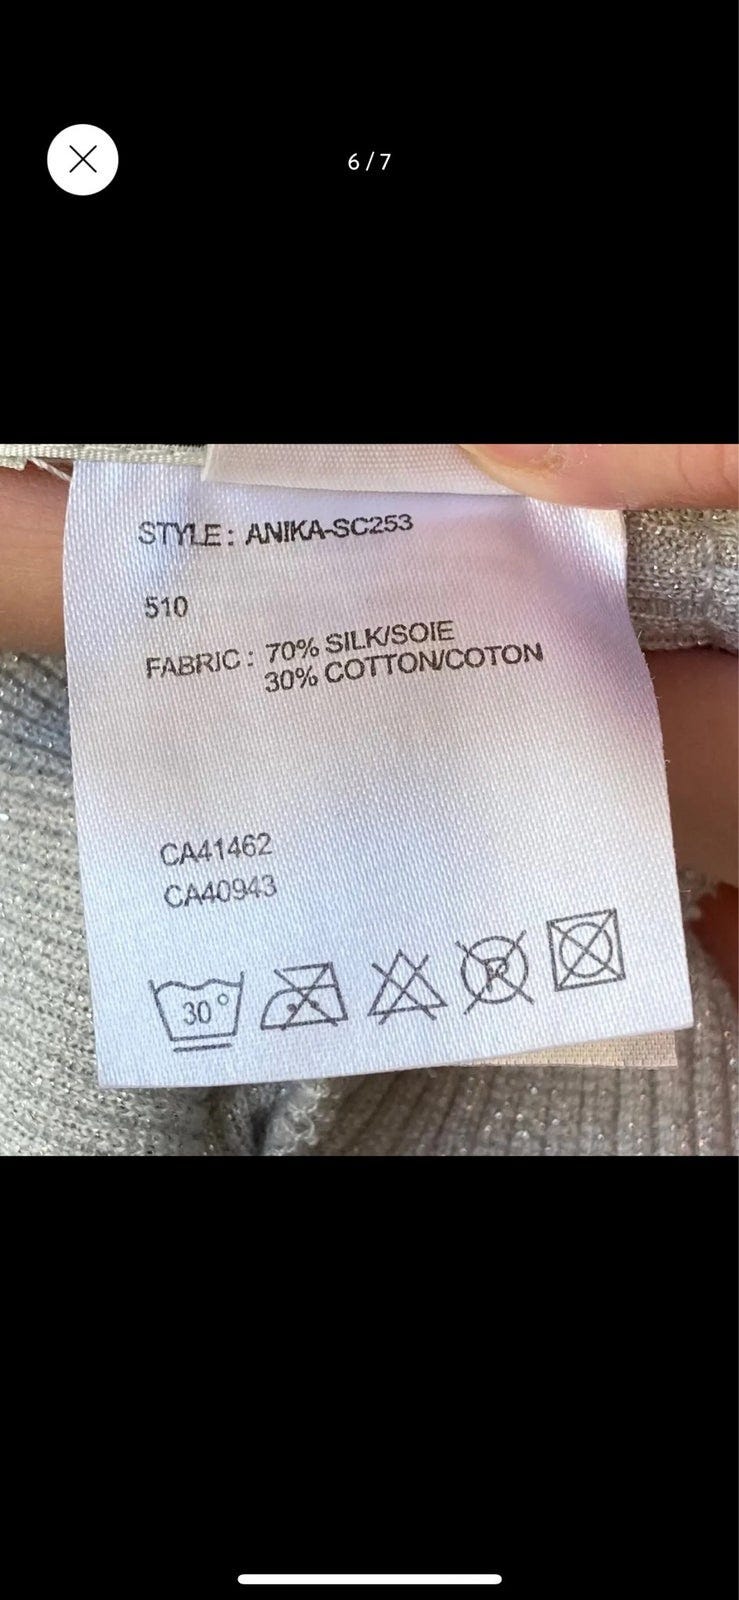 6 / 7
STYLE: ANIKA-SC253
510
FABRIC: 70% SILK/SOIE
30% COTTON/COTON
CA41462
CA40943
30°